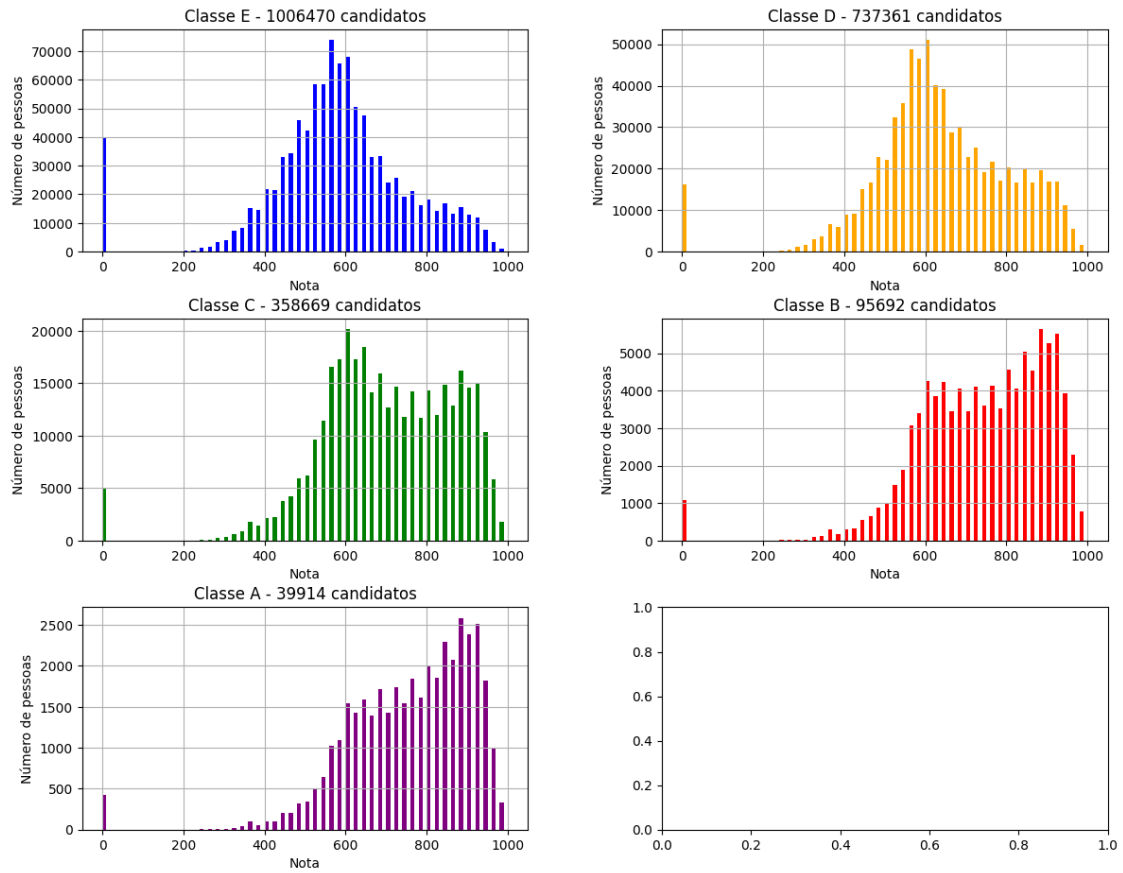 Classe E - 1006470 candidatos
Número de pessoas
70000
60000
50000
40000
30000
20000
10000
0
0 200 400 600 800 1000
Nota
Classe D - 737361 candidatos
Número de pessoas
50000
40000
30000
20000
10000
0
0 200 400 600 800 1000
Nota
Classe C - 358669 candidatos
Número de pessoas
20000
15000
10000
5000
0
0 200 400 600 800 1000
Nota
Classe B - 95692 candidatos
Número de pessoas
5000
4000
3000
2000
1000
0
0 200 400 600 800 1000
Nota
Classe A - 39914 candidatos
Número de pessoas
2500
2000
1500
1000
500
0
0 200 400 600 800 1000
Nota
1.0
0.8
0.6
0.4
0.2
0.0
0.0 0.2 0.4 0.6 0.8 1.0